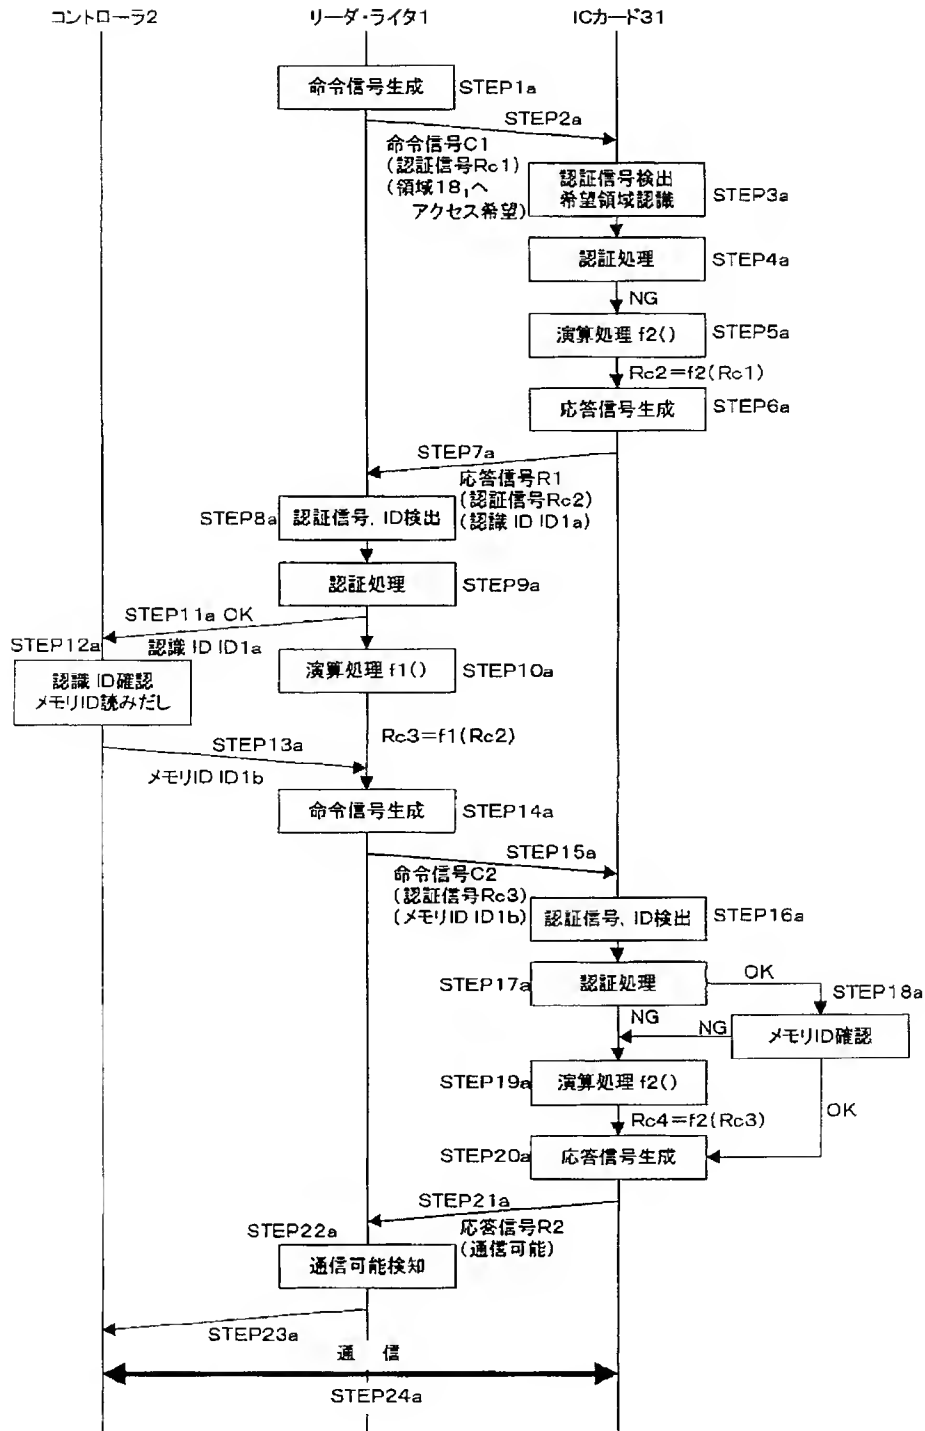 コントローラ2
リーダ・ライタ1
ICカード31
命令信号生成
STEP1a
STEP2a
命令信号C1
(認証信号Rc1)
(領域18₁へ
アクセス希望)
認証信号検出
希望領域認識
STEP3a
認証処理
STEP4a
NG
演算処理 f2()
STEP5a
Rc2=f2(Rc1)
応答信号生成
STEP6a
STEP7a
応答信号R1
(認証信号Rc2)
(認識 ID ID1a)
STEP8a
認証信号、ID検出
認証処理
STEP9a
STEP11a OK
認識 ID ID1a
STEP12a
認識 ID確認
メモリID読みだし
演算処理 f1()
STEP10a
Rc3=f1(Rc2)
STEP13a
メモリID ID1b
命令信号生成
STEP14a
STEP15a
命令信号C2
(認証信号Rc3)
(メモリID ID1b)
認証信号、ID検出
STEP16a
STEP17a
認証処理
OK
STEP18a
NG
NG
メモリID確認
STEP19a
演算処理 f2()
OK
Rc4=f2(Rc3)
STEP20a
応答信号生成
STEP21a
応答信号R2
(通信可能)
STEP22a
通信可能検知
STEP23a
通 信
STEP24a